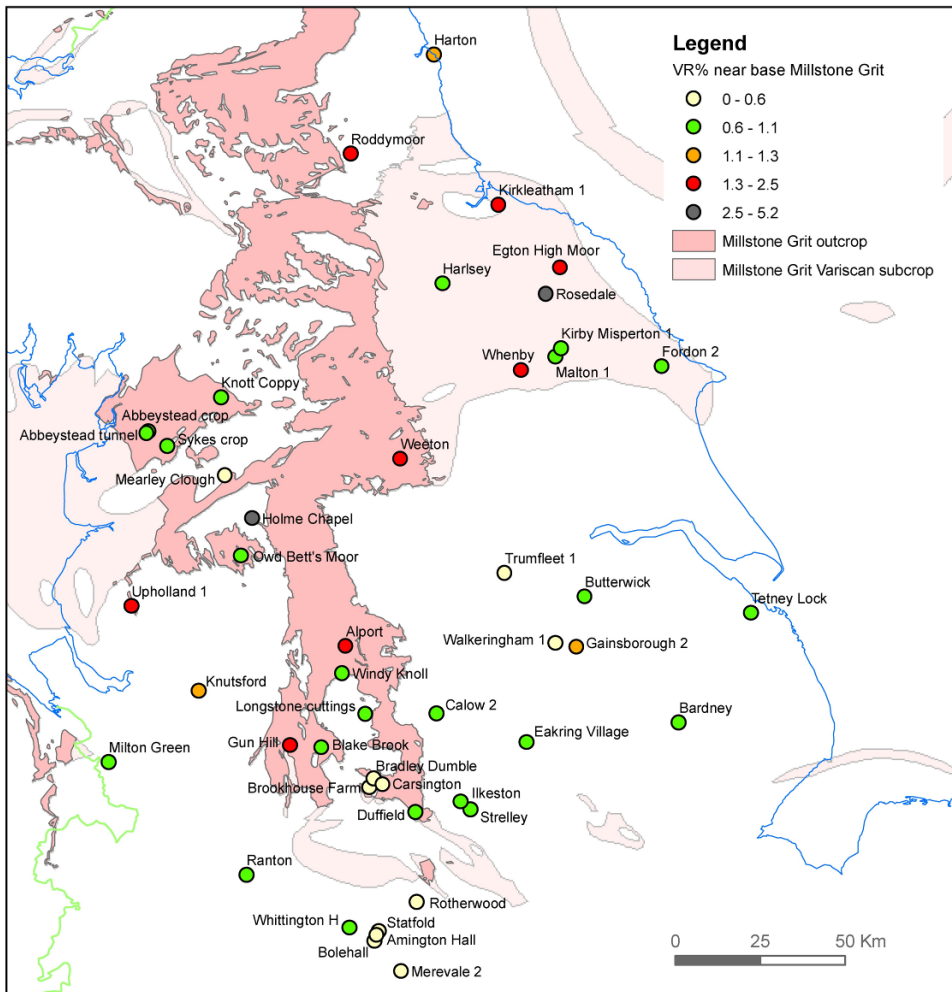 Harton
Legend
VR% near base Millstone Grit
0 - 0.6
0.6 - 1.1
1.1 - 1.3
1.3 - 2.5
2.5 - 5.2
Millstone Grit outcrop
Millstone Grit Variscan subcrop
Roddymoor
Kirkleatham 1
Egton High Moor
Harlsey
Rosedale
Kirby Misperton 1
Whenby
Malton 1
Fordon 2
Knott Coppy
Abbeystead crop
Abbeystead tunnel
Sykes crop
Weeton
Mearley Clough
Holme Chapel
Owd Bett's Moor
Trumfleet 1
Butterwick
Upholland 1
Tetney Lock
Alport
Walkeringham 1
Gainsborough 2
Windy Knoll
Knutsford
Longstone cuttings
Calow 2
Bardney
Gun Hill
Blake Brook
Eakring Village
Milton Green
Bradley Dumble
Brookhouse Farm
Carsington
Ilkeston
Duffield
Strelley
Ranton
Rotherwood
Whittington H
Statfold
Amington Hall
Bolehall
Merevale 2
0 25 50 Km